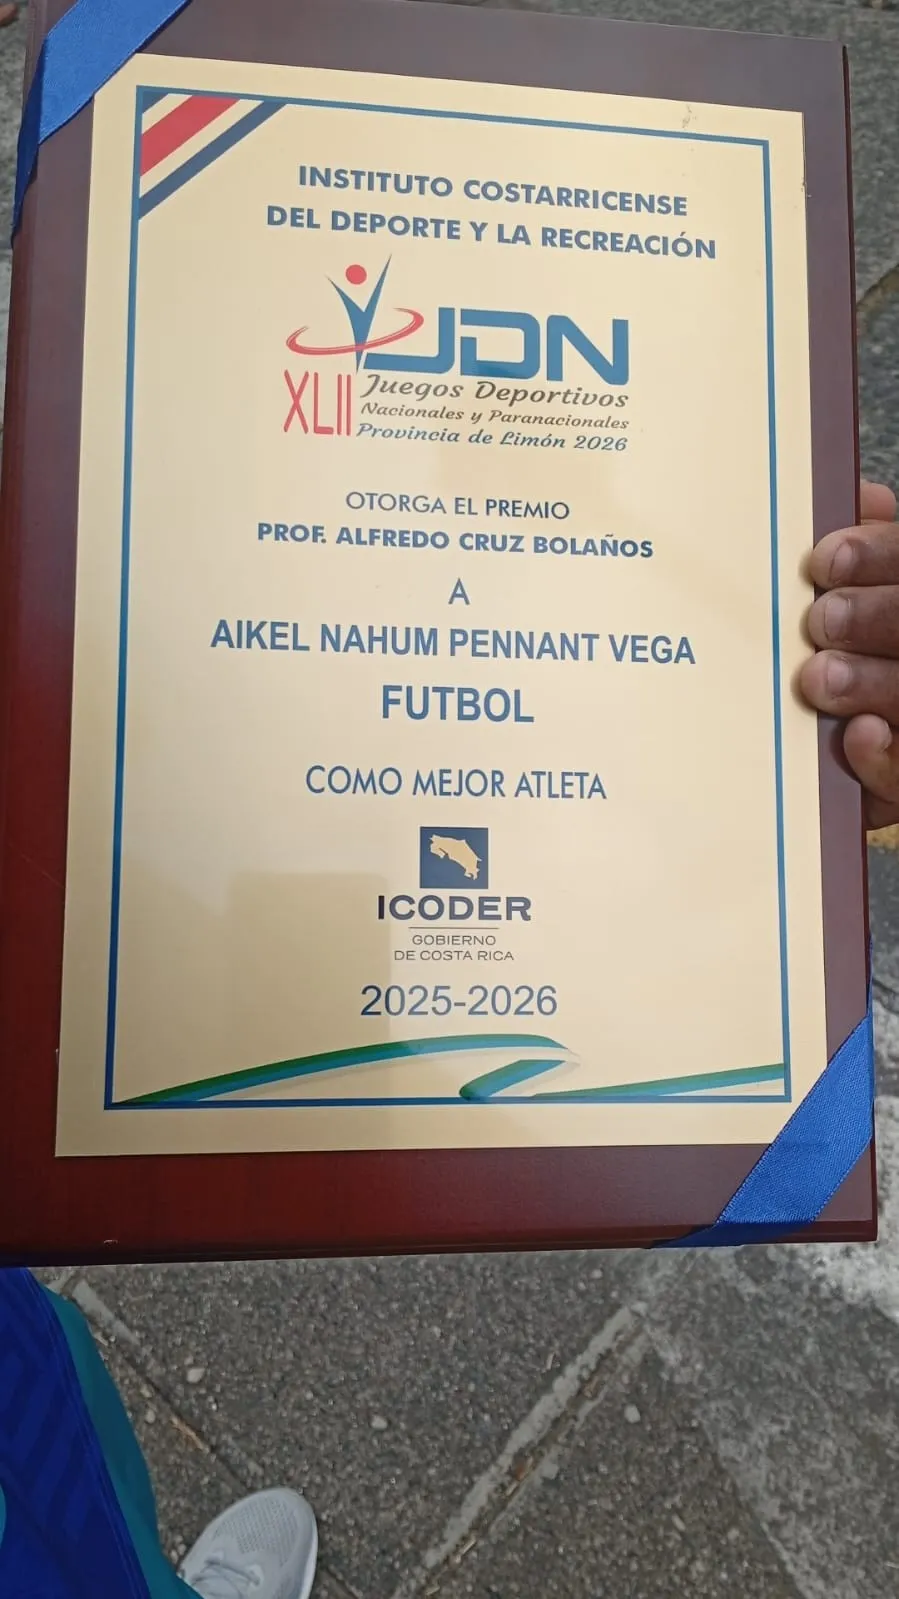 INSTITUTO COSTARRICENSE
DEL DEPORTE Y LA RECREACIÓN
JDN
XLII
Juegos Deportivos
Nacionales y Paranacionales
Provincia de Limón 2026
OTORGA EL PREMIO
PROF. ALFREDO CRUZ BOLAÑOS
A
AIKEL NAHUM PENNANT VEGA
FUTBOL
COMO MEJOR ATLETA
ICODER
GOBIERNO
DE COSTA RICA
2025-2026